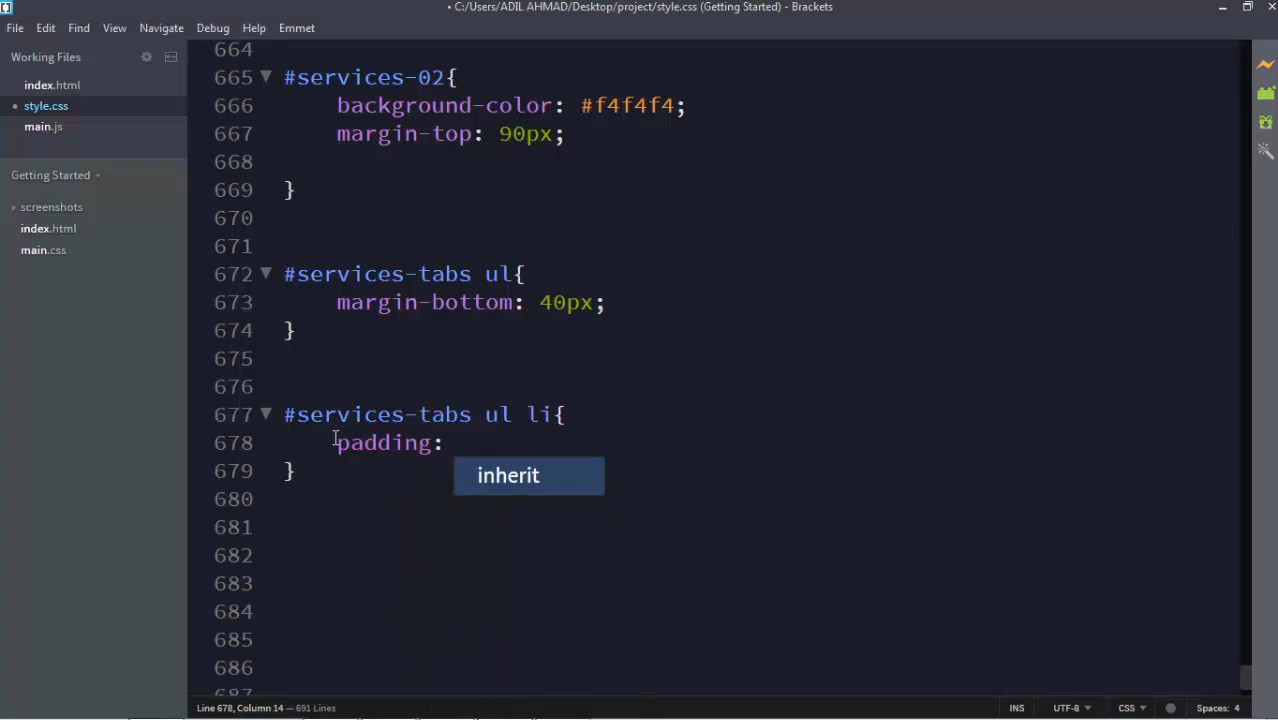 • C:/Users/ADIL AHMAD/Desktop/project/style.css (Getting Started) - Brackets
File Edit Find View Navigate Debug Help Emmet
Working Files
index.html
• style.css
main.js
Getting Started
screenshots
index.html
main.css
664
665 #services-02{
666 background-color: #f4f4f4;
667 margin-top: 90px;
668
669 }
670
671
672 #services-tabs ul{
673 margin-bottom: 40px;
674 }
675
676
677 #services-tabs ul li{
678 padding:
inherit
679 }
680
681
682
683
684
685
686
687
Line 678, Column 14 — 691 Lines
INS UTF-8 CSS Spaces: 4